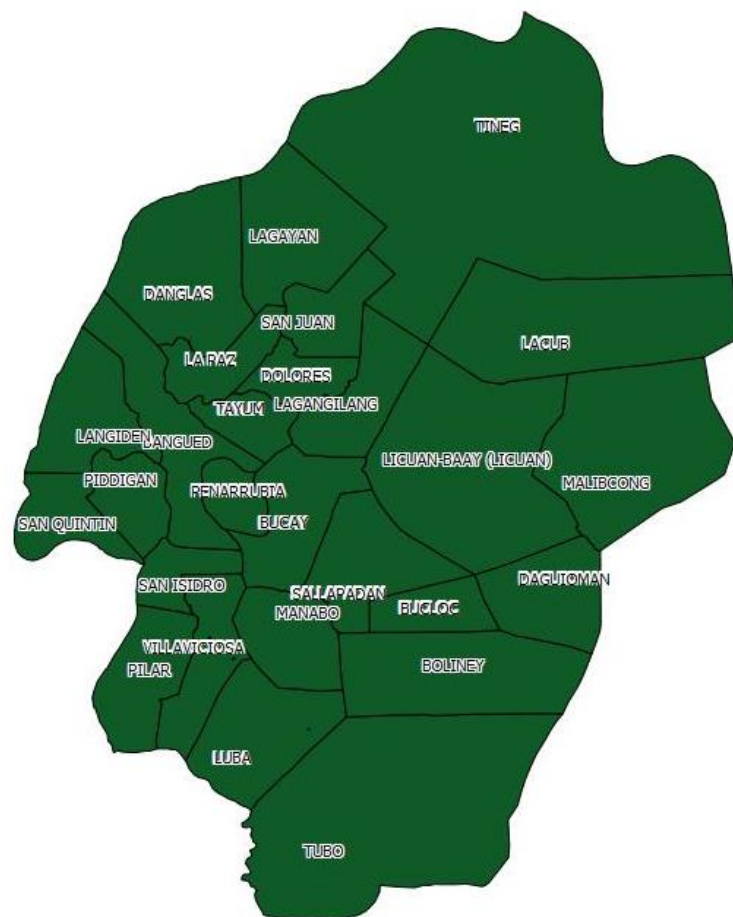 TINEG
LAGAYAN
DANGLAS
SAN JUAN
LACUB
LA PAZ
DOLORES
TAYUM
LAGANGILANG
LANGIDEN
BANGUED
LICUAN-BAAY (LICUAN)
PIDDIGAN
PENARRUBIA
MALIBCONG
SAN QUINTIN
BUCAY
SAN ISIDRO
SALLAPADAN
DAGUIOMAN
MANABO
BUCLOC
VILLAVICIOSA
PILAR
BOLINEY
LUBA
TUBO